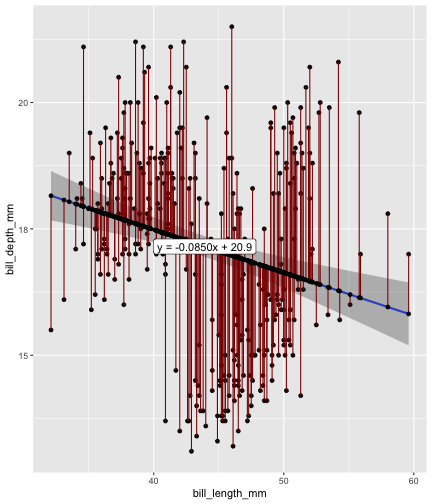 20
18
15
y = -0.0850x + 20.9
bill_depth_mm
40
50
60
bill_length_mm